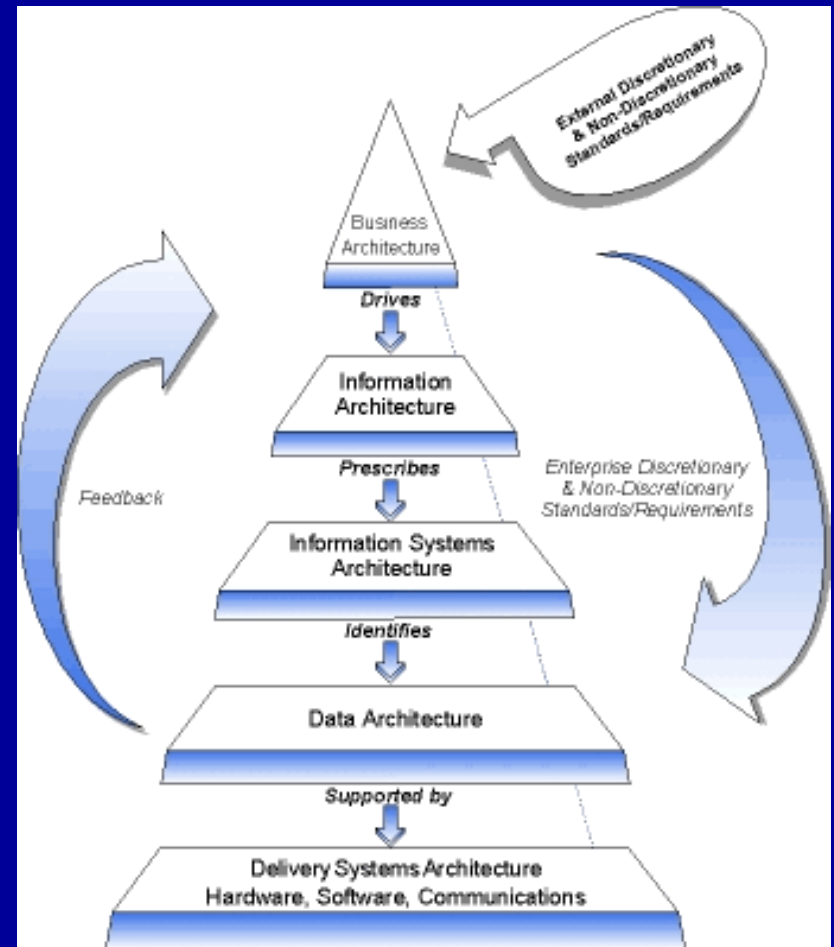 External Discretionary
& Non-Discretionary
Standards/Requirements
Business
Architecture
Drives
Information
Architecture
Prescribes
Feedback
Enterprise Discretionary
& Non-Discretionary
Standards/Requirements
Information Systems
Architecture
Identifies
Data Architecture
Supported by
Delivery Systems Architecture
Hardware, Software, Communications